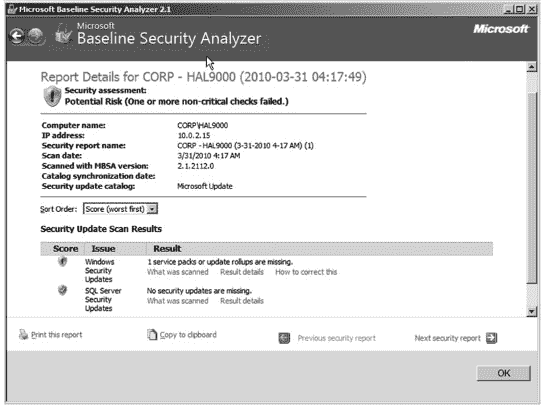 Microsoft Baseline Security Analyzer 2.1
Microsoft
Baseline Security Analyzer
Microsoft
Report Details for CORP - HAL9000 (2010-03-31 04:17:49)
Security assessment:
Potential Risk (One or more non-critical checks failed.)
Computer name: CORP\HAL9000
IP address: 10.0.2.15
Security report name: CORP - HAL9000 (3-31-2010 4-17 AM) (1)
Scan date: 3/31/2010 4:17 AM
Scanned with MBSA version: 2.1.2112.0
Catalog synchronization date:
Security update catalog: Microsoft Update
Sort Order: Score (worst first)
Security Update Scan Results
Score Issue Result
Windows 1 service packs or update rollups are missing.
Security What was scanned Result details How to correct this
Updates
SQL Server No security updates are missing.
Security What was scanned Result details
Updates
Print this report Copy to clipboard Previous security report Next security report
OK